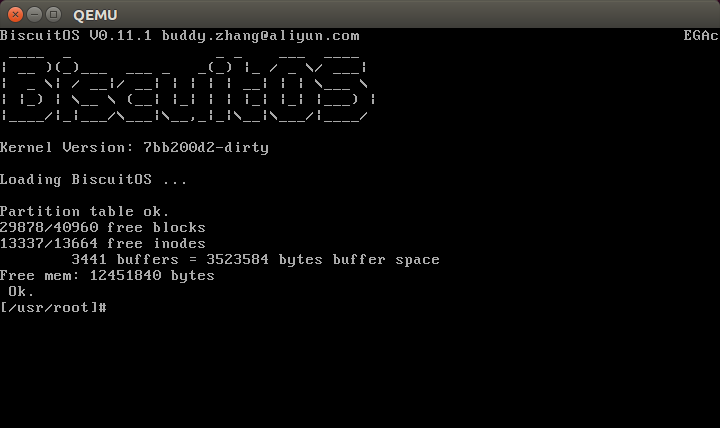 QEMU
BiscuitOS V0.11.1 buddy.zhang@aliyun.com EGAc
BiscuitOS
Kernel Version: 7bb200d2-dirty
Loading BiscuitOS ...
Partition table ok.
29878/40960 free blocks
13337/13664 free inodes
3441 buffers = 3523584 bytes buffer space
Free mem: 12451840 bytes
Ok.
[/usr/root]#